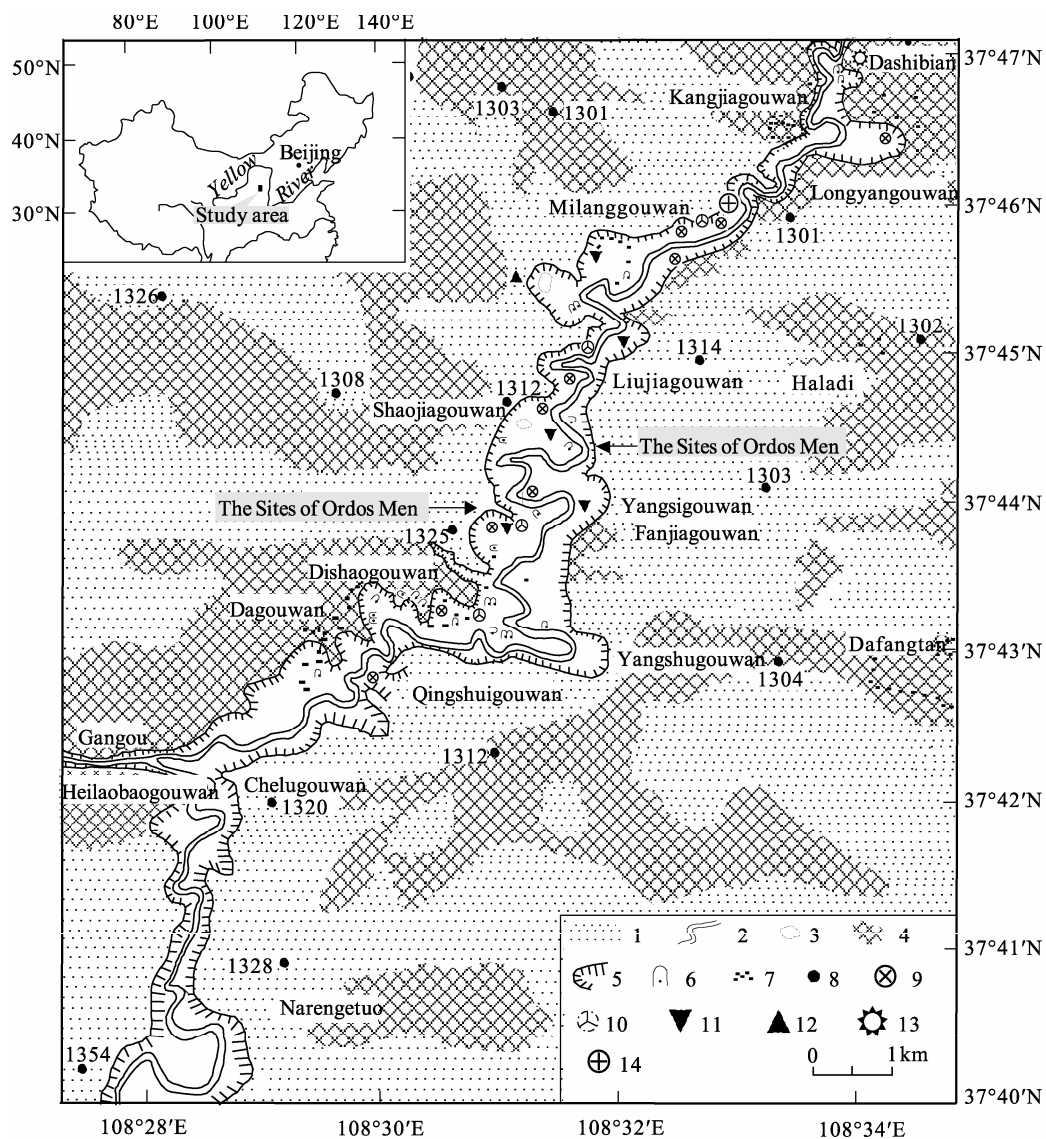 80°E 100°E 120°E 140°E
50°N
40°N
30°N
Beijing
Yellow
River
Study area
37°47′N
37°46′N
37°45′N
37°44′N
37°43′N
37°42′N
37°41′N
37°40′N
Dashibian
1303
1301
Kangjiagouwan
Longyangouwan
Milanggouwan
1301
1326
1302
1314
1308
Liujiagouwan
Haladi
1312
Shaojiagouwan
The Sites of Ordos Men
1303
The Sites of Ordos Men
Yangsigouwan
1325
Fanjiagouwan
Dishaogouwan
Dagouwan
Dafangtan
Yangshugouwan
1304
Qingshuigouwan
Gangou
1312
Heilaobaogouwan
Chelugouwan
1320
1328
Narengetuo
1354
1 2 3 4
5 6 7 8 9
10 11 12 13
14
0 1 km
108°28′E 108°30′E 108°32′E 108°34′E